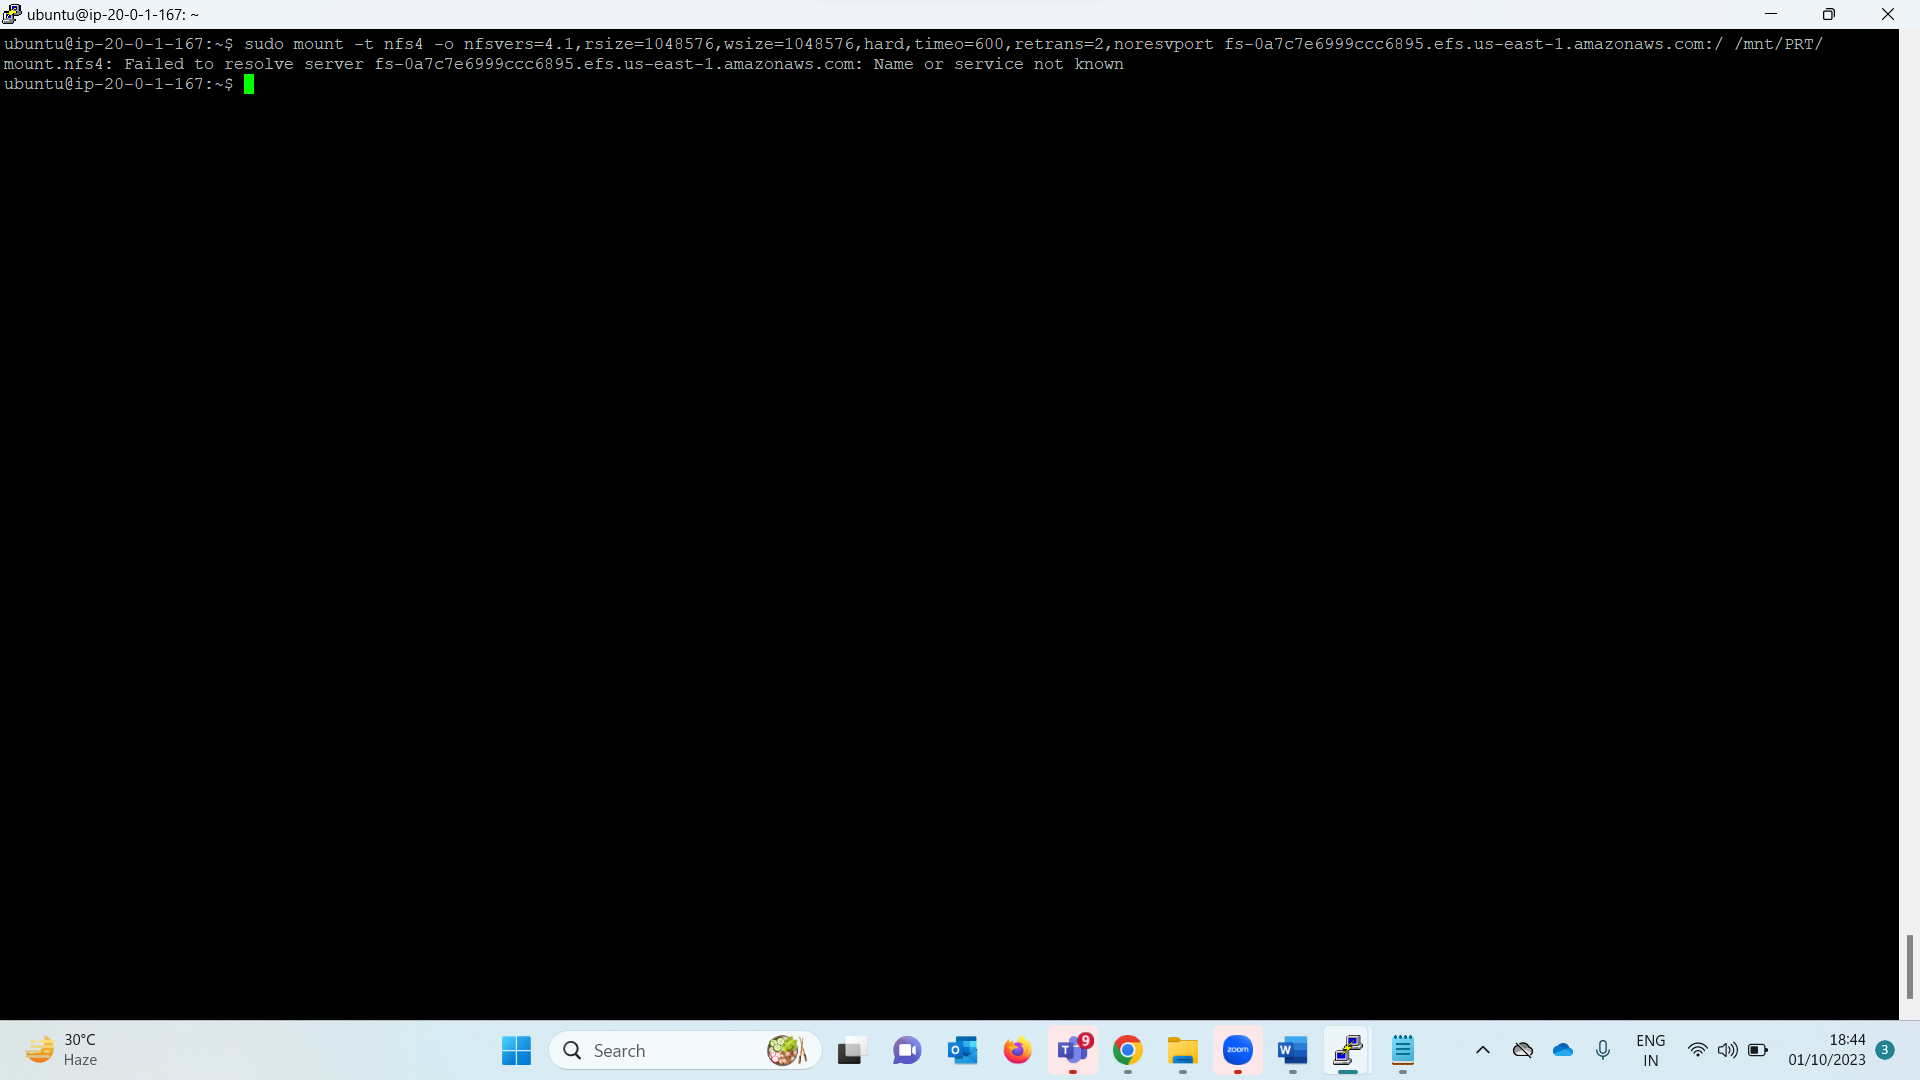 ubuntu@ip-20-0-1-167: ~
ubuntu@ip-20-0-1-167:~$ sudo mount -t nfs4 -o nfsvers=4.1,rsize=1048576,wsize=1048576,hard,timeo=600,retrans=2,noresvport fs-0a7c7e6999ccc6895.efs.us-east-1.amazonaws.com:/ /mnt/PRT/
mount.nfs4: Failed to resolve server fs-0a7c7e6999ccc6895.efs.us-east-1.amazonaws.com: Name or service not known
ubuntu@ip-20-0-1-167:~$
30°C
Haze
Search
9
zoom
ENG
IN
18:44
01/10/2023
3